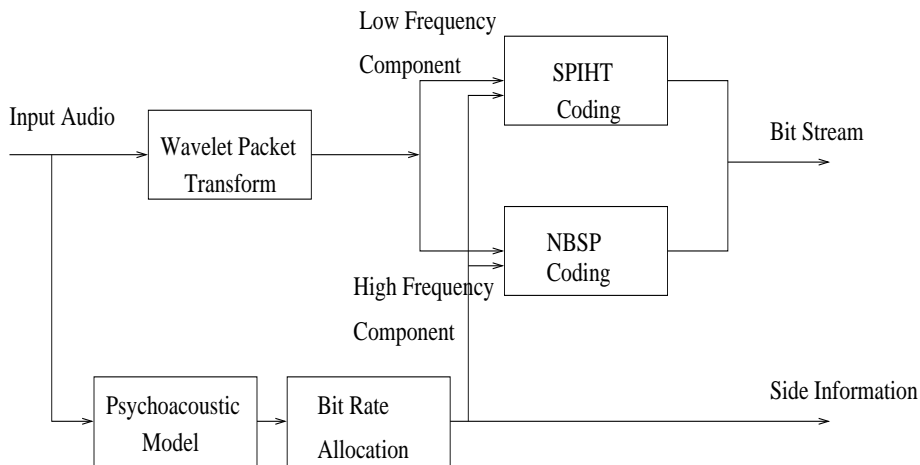 Low Frequency
Component
SPIHT
Coding
Input Audio
Wavelet Packet
Transform
Bit Stream
NBSP
Coding
High Frequency
Component
Side Information
Psychoacoustic
Model
Bit Rate
Allocation